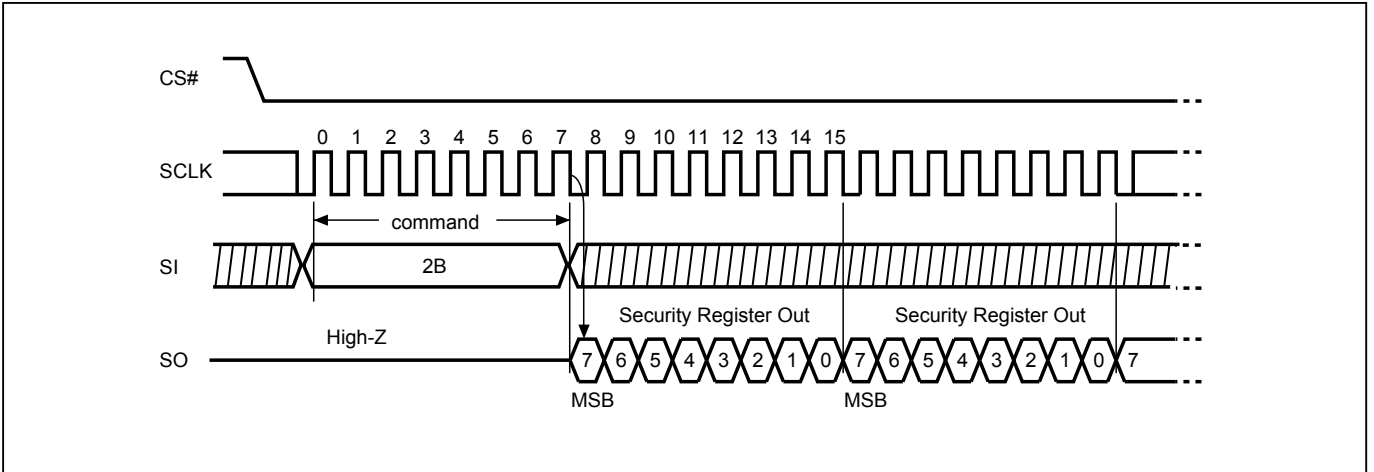 CS#
0 1 2 3 4 5 6 7 8 9 10 11 12 13 14 15
SCLK
command
SI
2B
Security Register Out Security Register Out
High-Z
SO
7 6 5 4 3 2 1 0 7 6 5 4 3 2 1 0 7
MSB MSB